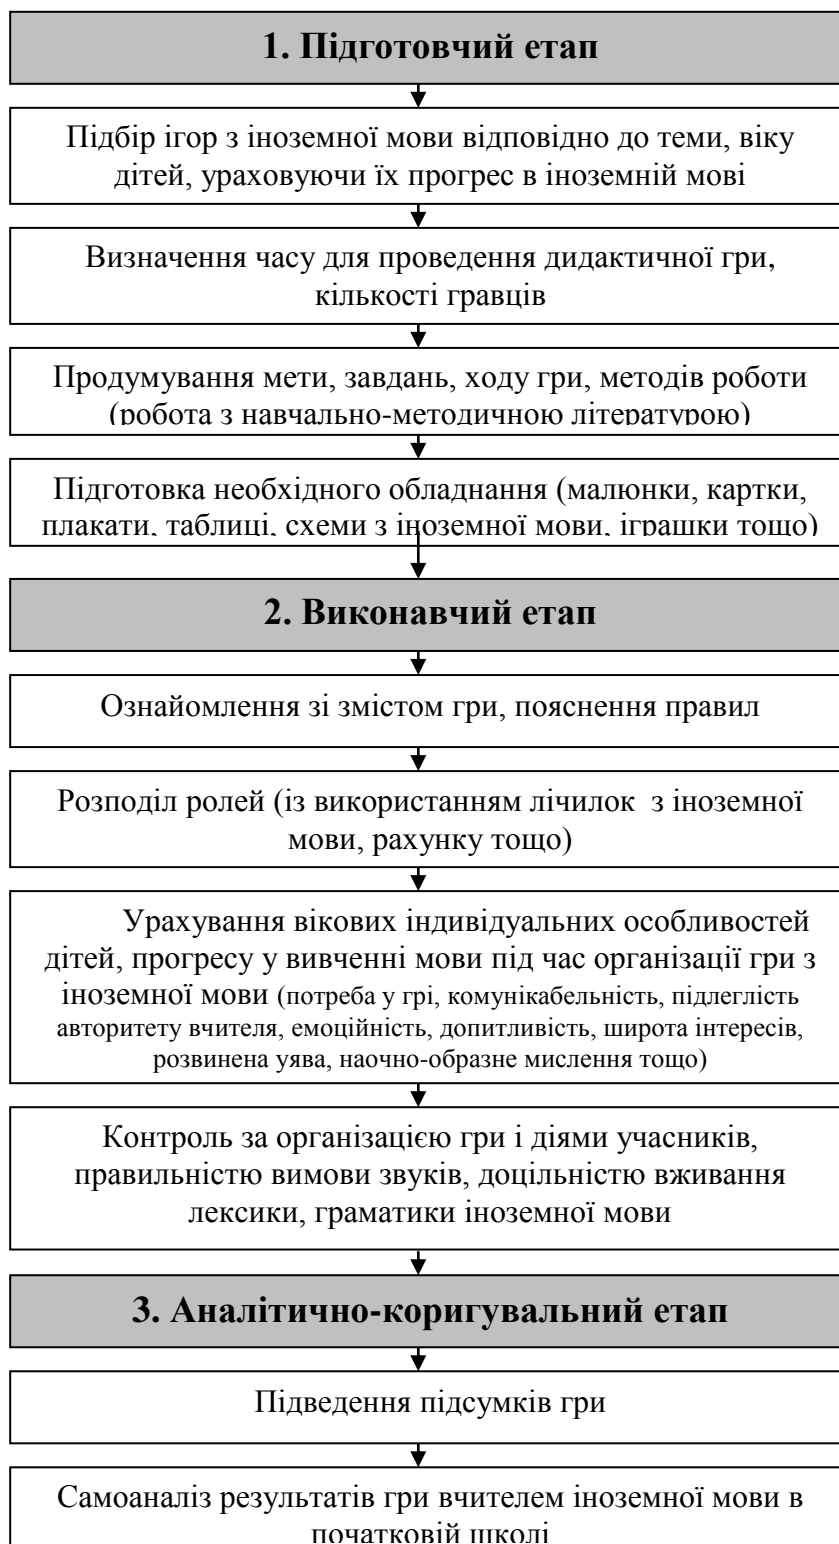 1. Підготовчий етап
Підбір ігор з іноземної мови відповідно до теми, віку
дітей, ураховуючи їх прогрес в іноземній мові
Визначення часу для проведення дидактичної гри,
кількості гравців
Продумування мети, завдань, ходу гри, методів роботи
(робота з навчально-методичною літературою)
Підготовка необхідного обладнання (малюнки, картки,
плакати, таблиці, схеми з іноземної мови, іграшки тощо)
2. Виконавчий етап
Ознайомлення зі змістом гри, пояснення правил
Розподіл ролей (із використанням лічилок з іноземної
мови, рахунку тощо)
Урахування вікових індивідуальних особливостей
дітей, прогресу у вивченні мови під час організації гри з
іноземної мови (потреба у грі, комунікабельність, підлеглість
авторитету вчителя, емоційність, допитливість, широта інтересів,
розвинена уява, наочно-образне мислення тощо)
Контроль за організацією гри і діями учасників,
правильністю вимови звуків, доцільністю вживання
лексики, граматики іноземної мови
3. Аналітично-коригувальний етап
Підведення підсумків гри
Самоаналіз результатів гри вчителем іноземної мови в
початковій школі